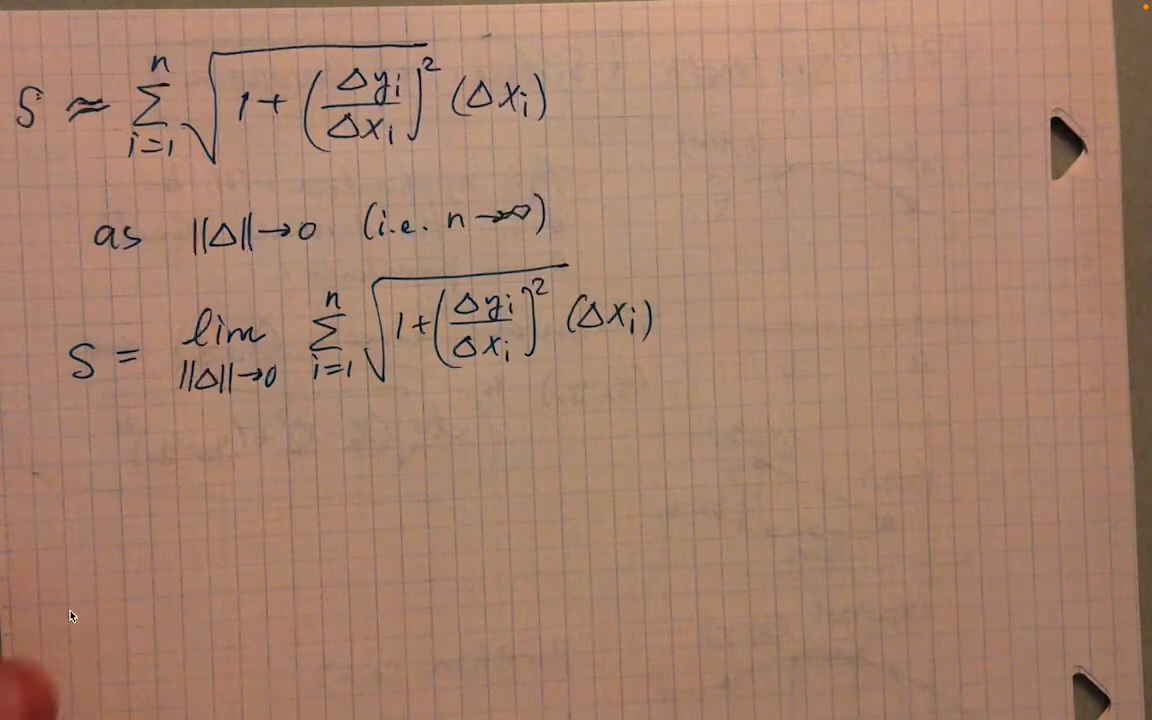 S ≈ Σ_{i=1}^{n} √(1+(Δy_i/Δx_i)²) (Δx_i)
as ||Δ||→0 (i.e. n→∞)
S = lim_{||Δ||→0} Σ_{i=1}^{n} √(1+(Δy_i/Δx_i)²) (Δx_i)